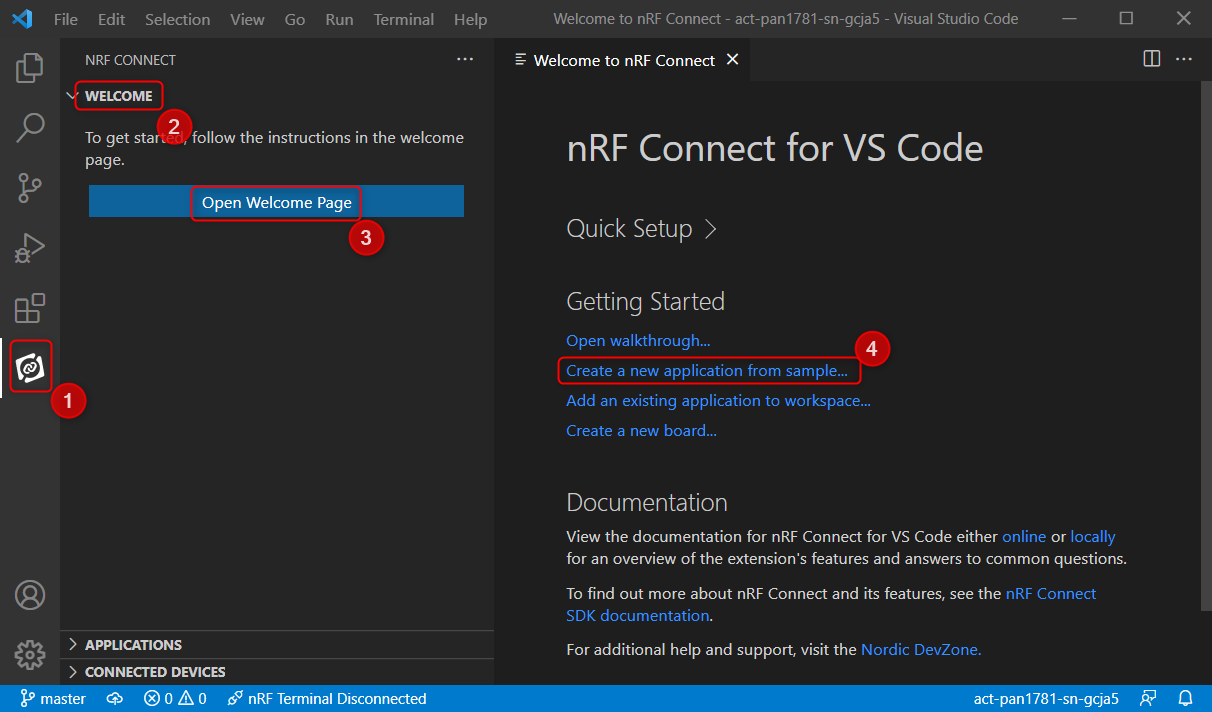 File Edit Selection View Go Run Terminal Help Welcome to nRF Connect - act-pan1781-sn-gcja5 - Visual Studio Code
NRF CONNECT
WELCOME
2
To get started, follow the instructions in the welcome
page.
Open Welcome Page
3
1
APPLICATIONS
CONNECTED DEVICES
Welcome to nRF Connect
nRF Connect for VS Code
Quick Setup
Getting Started
Open walkthrough...
4
Create a new application from sample...
Add an existing application to workspace...
Create a new board...
Documentation
View the documentation for nRF Connect for VS Code either online or locally
for an overview of the extension's features and answers to common questions.
To find out more about nRF Connect and its features, see the nRF Connect
SDK documentation.
For additional help and support, visit the Nordic DevZone.
master 0 0 nRF Terminal Disconnected act-pan1781-sn-gcja5